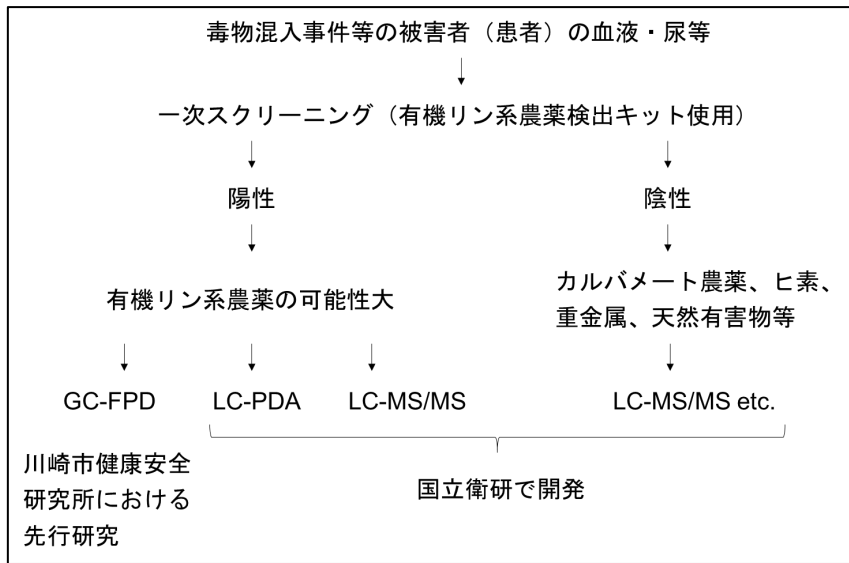 毒物混入事件等の被害者（患者）の血液・尿等
一次スクリーニング（有機リン系農薬検出キット使用）
陽性
陰性
有機リン系農薬の可能性大
カルバメート農薬、ヒ素、
重金属、天然有害物等
GC-FPD
LC-PDA
LC-MS/MS
LC-MS/MS etc.
川崎市健康安全
研究所における
先行研究
国立衛研で開発